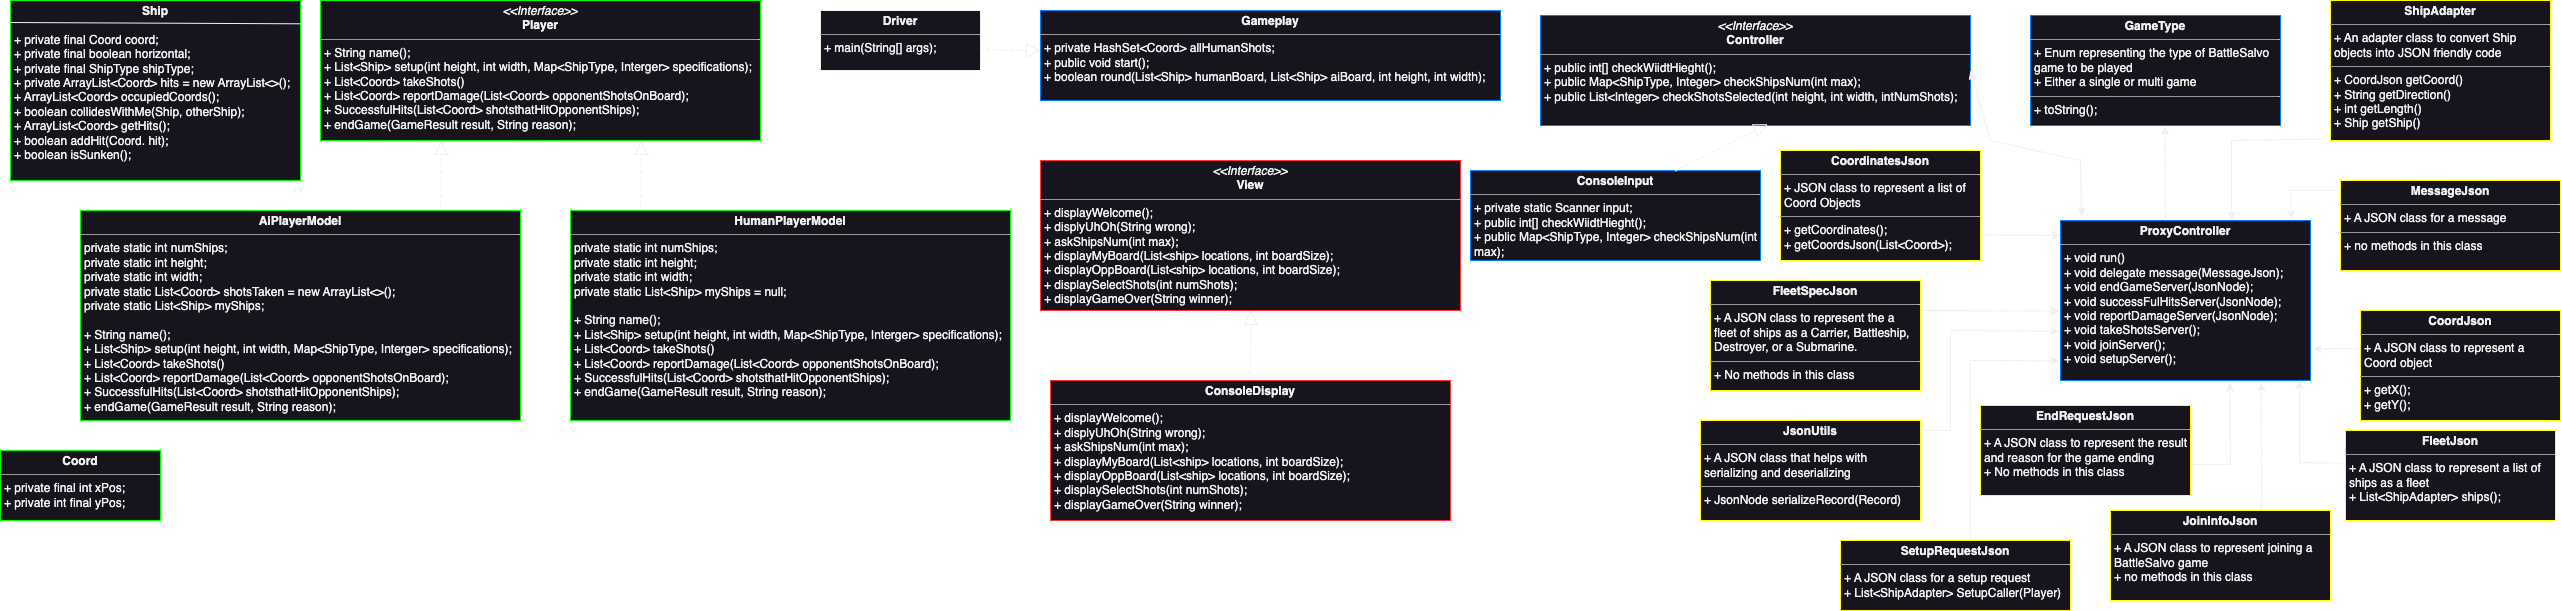 Ship
+ private final Coord coord;
+ private final boolean horizontal;
+ private final ShipType shipType;
+ private ArrayList<Coord> hits = new ArrayList<>();
+ ArrayList<Coord> occupiedCoords();
+ boolean collidesWithMe(Ship, otherShip);
+ ArrayList<Coord> getHits();
+ boolean addHit(Coord. hit);
+ boolean isSunken();
<<Interface>>
Player
+ String name();
+ List<Ship> setup(int height, int width, Map<ShipType, Interger> specifications);
+ List<Coord> takeShots()
+ List<Coord> reportDamage(List<Coord> opponentShotsOnBoard);
+ SuccessfulHits(List<Coord> shotsthatHitOpponentShips);
+ endGame(GameResult result, String reason);
Driver
+ main(String[] args);
Gameplay
+ private HashSet<Coord> allHumanShots;
+ public void start();
+ boolean round(List<Ship> humanBoard, List<Ship> aiBoard, int height, int width);
<<Interface>>
Controller
+ public int[] checkWiidtHieght();
+ public Map<ShipType, Integer> checkShipsNum(int max);
+ public List<Integer> checkShotsSelected(int height, int width, intNumShots);
GameType
+ Enum representing the type of BattleSalvo
game to be played
+ Either a single or multi game
+ toString();
ShipAdapter
+ An adapter class to convert Ship
objects into JSON friendly code
+ CoordJson getCoord()
+ String getDirection()
+ int getLength()
+ Ship getShip()
AiPlayerModel
private static int numShips;
private static int height;
private static int width;
private static List<Coord> shotsTaken = new ArrayList<>();
private static List<Ship> myShips;
+ String name();
+ List<Ship> setup(int height, int width, Map<ShipType, Interger> specifications);
+ List<Coord> takeShots()
+ List<Coord> reportDamage(List<Coord> opponentShotsOnBoard);
+ SuccessfulHits(List<Coord> shotsthatHitOpponentShips);
+ endGame(GameResult result, String reason);
HumanPlayerModel
private static int numShips;
private static int height;
private static int width;
private static List<Ship> myShips = null;
+ String name();
+ List<Ship> setup(int height, int width, Map<ShipType, Interger> specifications);
+ List<Coord> takeShots()
+ List<Coord> reportDamage(List<Coord> opponentShotsOnBoard);
+ SuccessfulHits(List<Coord> shotsthatHitOpponentShips);
+ endGame(GameResult result, String reason);
<<Interface>>
View
+ displayWelcome();
+ displyUhOh(String wrong);
+ askShipsNum(int max);
+ displayMyBoard(List<ship> locations, int boardSize);
+ displayOppBoard(List<ship> locations, int boardSize);
+ displaySelectShots(int numShots);
+ displayGameOver(String winner);
ConsoleInput
+ private static Scanner input;
+ public int[] checkWiidtHieght();
+ public Map<ShipType, Integer> checkShipsNum(int
max);
CoordinatesJson
+ JSON class to represent a list of
Coord Objects
+ getCoordinates();
+ getCoordsJson(List<Coord>);
MessageJson
+ A JSON class for a message
+ no methods in this class
ProxyController
+ void run()
+ void delegate message(MessageJson);
+ void endGameServer(JsonNode);
+ void successFulHitsServer(JsonNode);
+ void reportDamageServer(JsonNode);
+ void takeShotsServer();
+ void joinServer();
+ void setupServer();
FleetSpecJson
+ A JSON class to represent the a
fleet of ships as a Carrier, Battleship,
Destroyer, or a Submarine.
+ No methods in this class
CoordJson
+ A JSON class to represent a
Coord object
+ getX();
+ getY();
ConsoleDisplay
+ displayWelcome();
+ displyUhOh(String wrong);
+ askShipsNum(int max);
+ displayMyBoard(List<ship> locations, int boardSize);
+ displayOppBoard(List<ship> locations, int boardSize);
+ displaySelectShots(int numShots);
+ displayGameOver(String winner);
EndRequestJson
+ A JSON class to represent the result
and reason for the game ending
+ No methods in this class
JsonUtils
+ A JSON class that helps with
serializing and deserializing
+ JsonNode serializeRecord(Record)
FleetJson
+ A JSON class to represent a list of
ships as a fleet
+ List<ShipAdapter> ships();
Coord
+ private final int xPos;
+ private int final yPos;
JoinInfoJson
+ A JSON class to represent joining a
BattleSalvo game
+ no methods in this class
SetupRequestJson
+ A JSON class for a setup request
+ List<ShipAdapter> SetupCaller(Player)